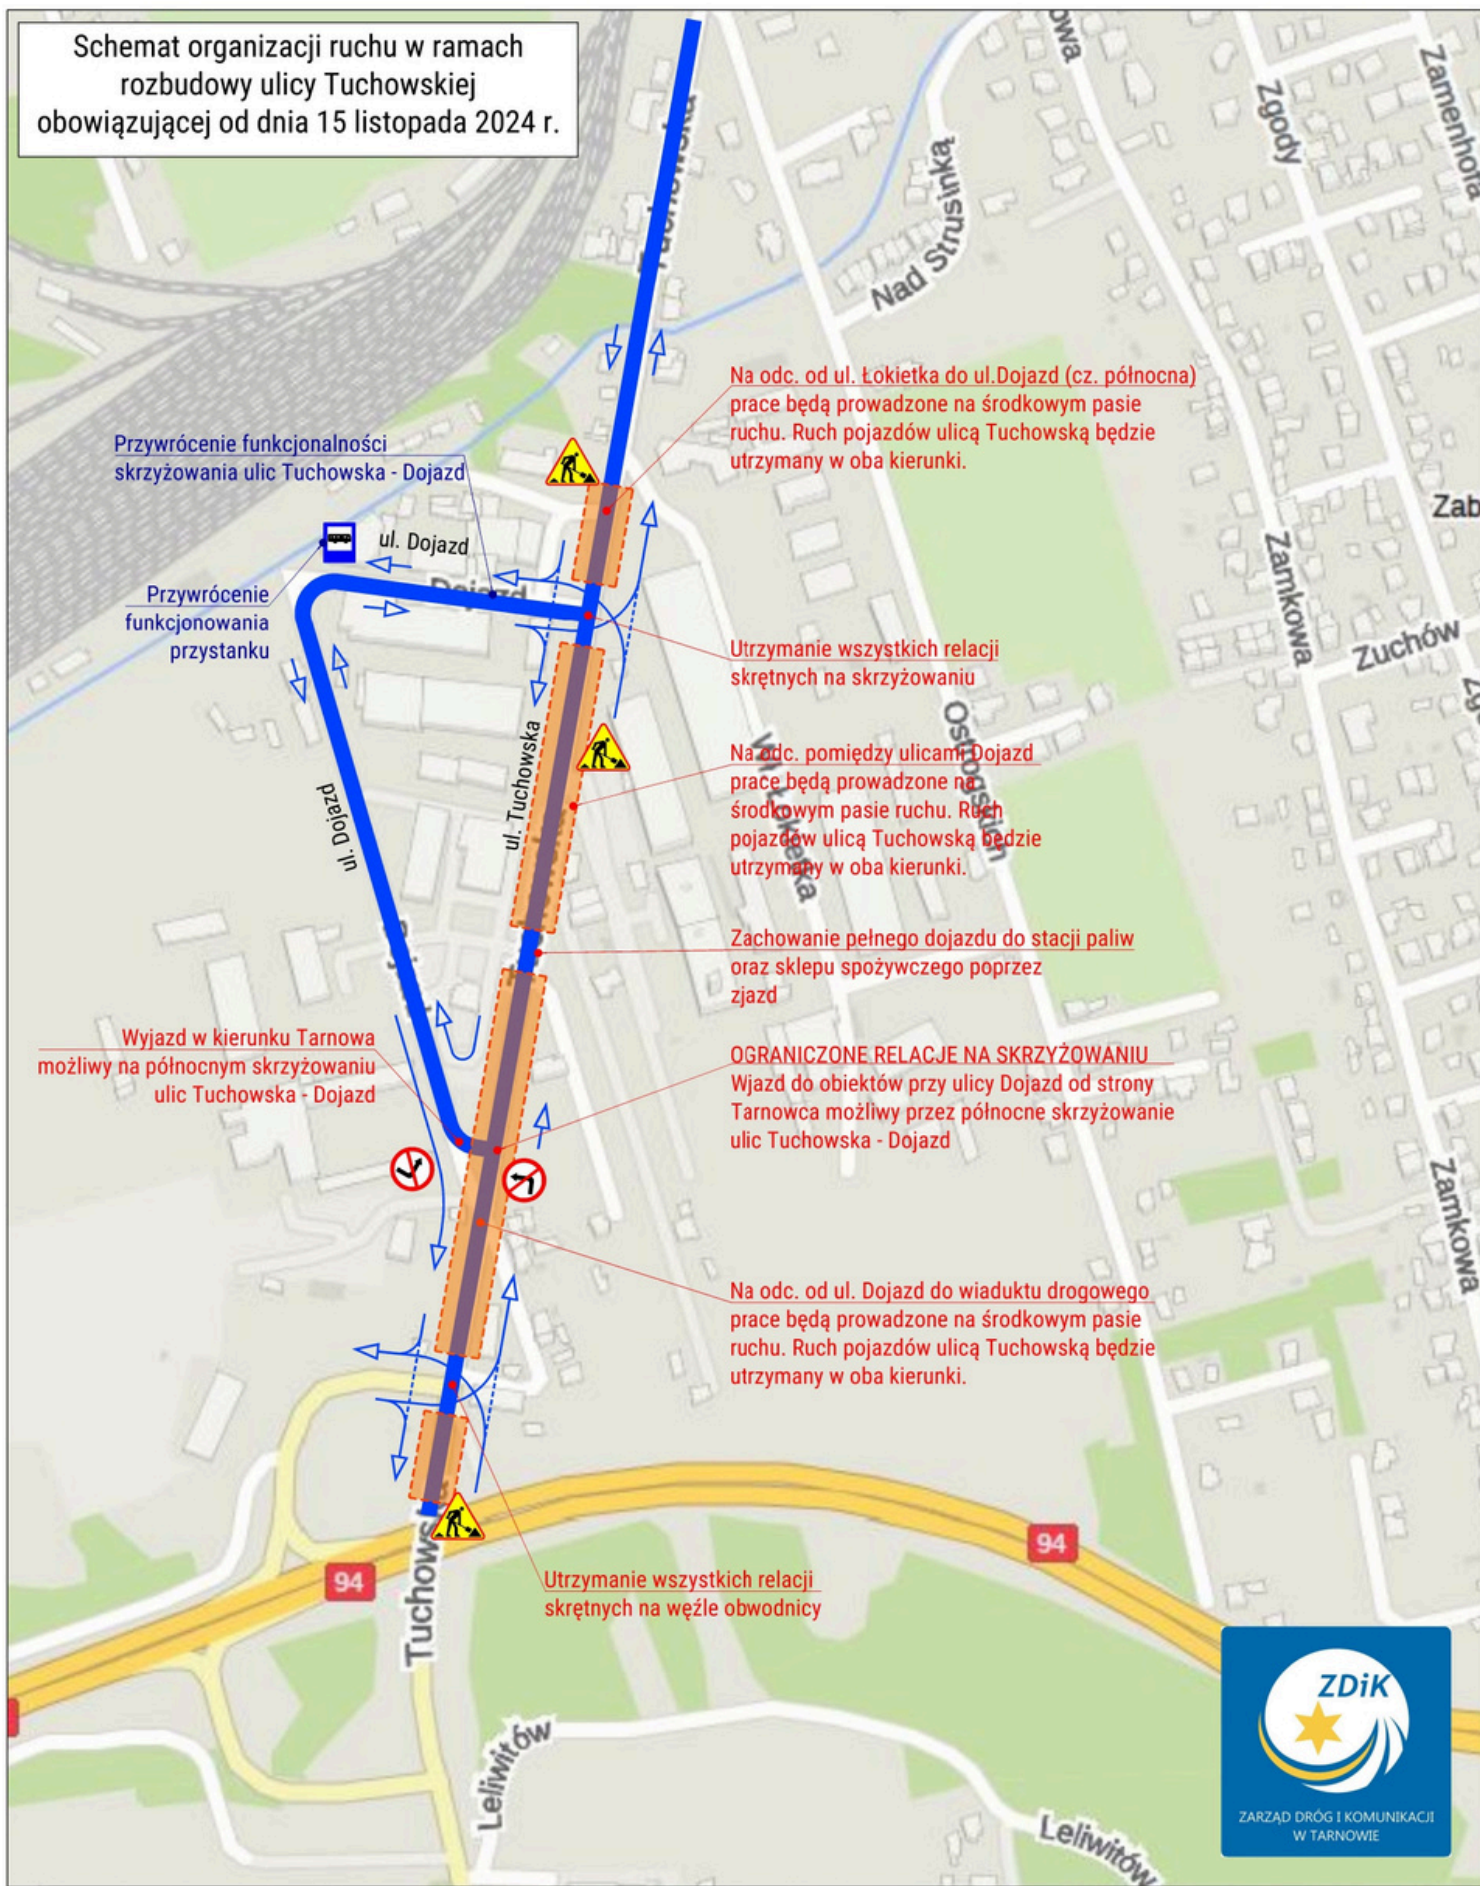 Schemat organizacji ruchu w ramach
rozbudowy ulicy Tuchowskiej
obowiązującej od dnia 15 listopada 2024 r.
Zgody
Zamenhofa
Tuchowska
Nad Strusinką
Na odc. od ul. Łokietka do ul.Dojazd (cz. północna)
prace będą prowadzone na środkowym pasie
ruchu. Ruch pojazdów ulicą Tuchowską będzie
utrzymany w oba kierunki.
Przywrócenie funkcjonalności
skrzyżowania ulic Tuchowska - Dojazd
Zab
ul. Dojazd
Dojazd
Zamkowa
Przywrócenie
funkcjonowania
przystanku
Zuchów
Utrzymanie wszystkich relacji
skrętnych na skrzyżowaniu
ul. Tuchowska
Wł. Łokietka
Ostrogskich
Na odc. pomiędzy ulicami Dojazd
prace będą prowadzone na
środkowym pasie ruchu. Ruch
pojazdów ulicą Tuchowską będzie
utrzymany w oba kierunki.
ul. Dojazd
Zachowanie pełnego dojazdu do stacji paliw
oraz sklepu spożywczego poprzez
zjazd
Wyjazd w kierunku Tarnowa
możliwy na północnym skrzyżowaniu
ulic Tuchowska - Dojazd
OGRANICZONE RELACJE NA SKRZYŻOWANIU
Wjazd do obiektów przy ulicy Dojazd od strony
Tarnowca możliwy przez północne skrzyżowanie
ulic Tuchowska - Dojazd
Zamkowa
Na odc. od ul. Dojazd do wiaduktu drogowego
prace będą prowadzone na środkowym pasie
ruchu. Ruch pojazdów ulicą Tuchowską będzie
utrzymany w oba kierunki.
94
94
Tuchowska
Utrzymanie wszystkich relacji
skrętnych na węźle obwodnicy
Leliwitów
Leliwitów
ZDiK
ZARZĄD DRÓG I KOMUNIKACJI
W TARNOWIE